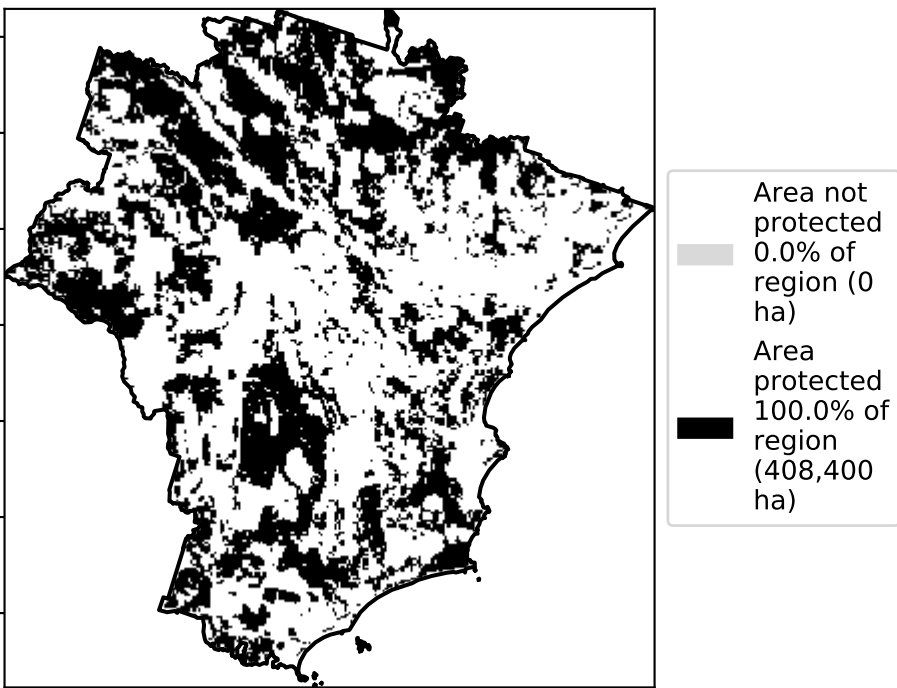 Area not
protected
0.0% of
region (0
ha)
Area
protected
100.0% of
region
(408,400
ha)